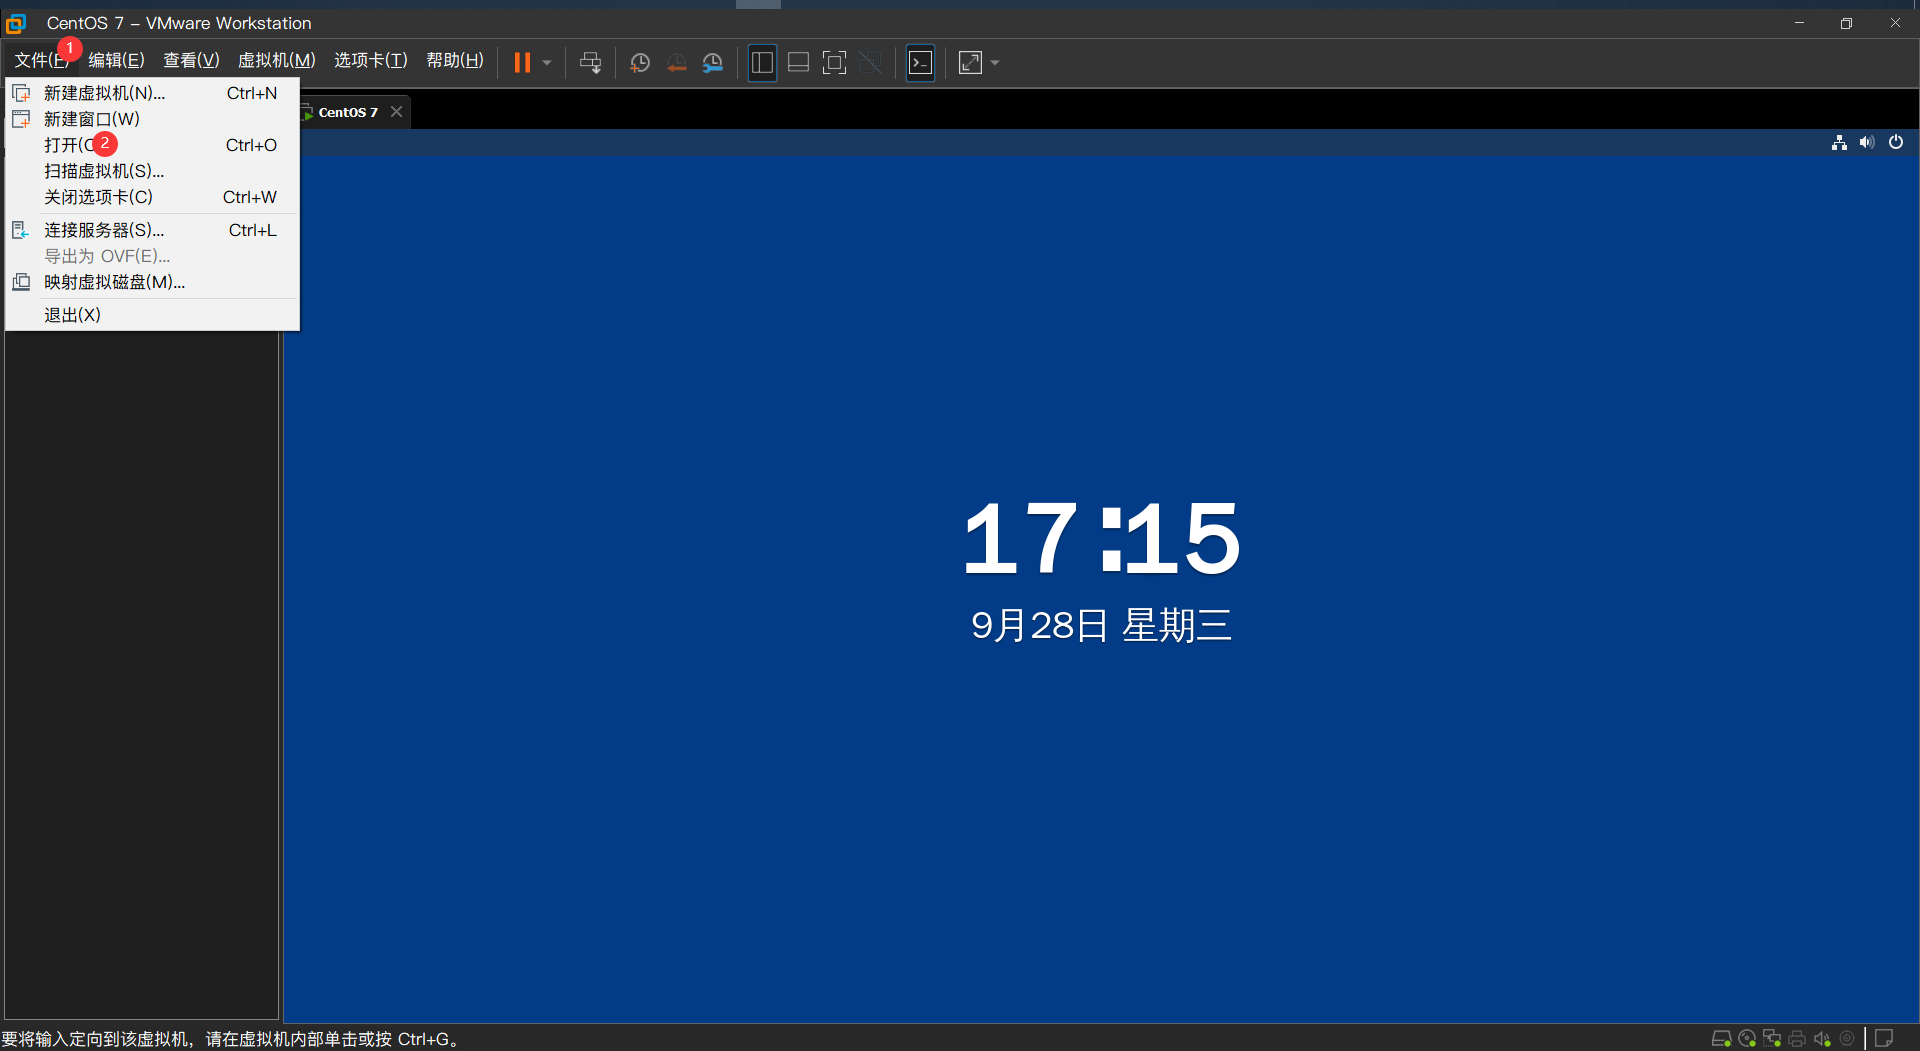 CentOS 7 – VMware Workstation
文件(F) 1 编辑(E) 查看(V) 虚拟机(M) 选项卡(T) 帮助(H)
新建虚拟机(N)... Ctrl+N
CentOS 7
新建窗口(W)
打开(O 2 Ctrl+O
扫描虚拟机(S)...
关闭选项卡(C) Ctrl+W
连接服务器(S)... Ctrl+L
导出为 OVF(E)...
映射虚拟磁盘(M)...
退出(X)
17:15
9月28日 星期三
要将输入定向到该虚拟机，请在虚拟机内部单击或按 Ctrl+G。